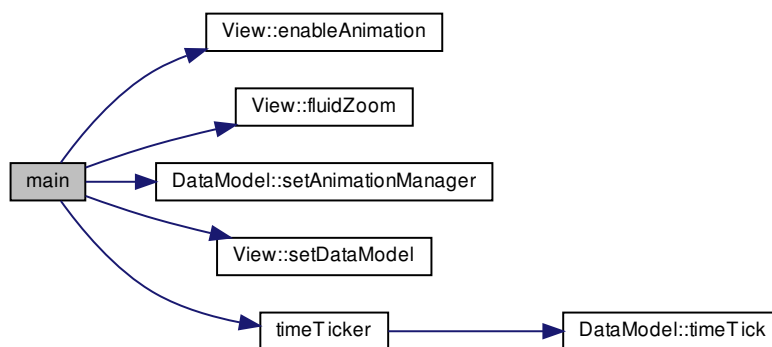 View::enableAnimation
View::fluidZoom
main
DataModel::setAnimationManager
View::setDataModel
timeTicker
DataModel::timeTick